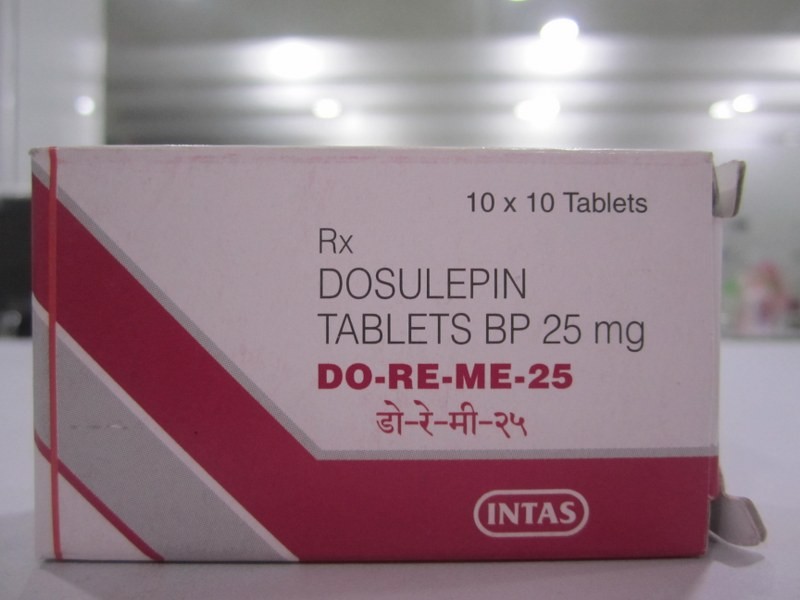 10 x 10 Tablets
Rx
DOSULEPIN
TABLETS BP 25 mg
DO-RE-ME-25
डो-रे-मी-२५
INTAS